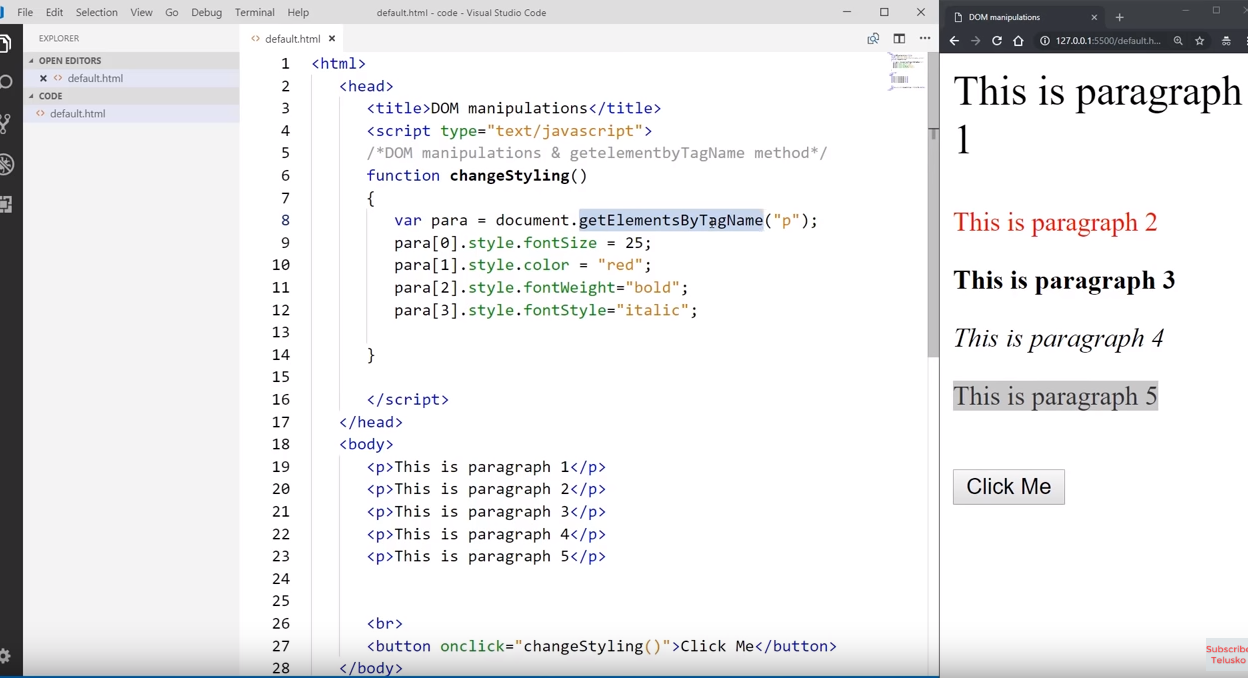 File Edit Selection View Go Debug Terminal Help
default.html - code - Visual Studio Code
EXPLORER
OPEN EDITORS
default.html
CODE
default.html
default.html
1 <html>
2 <head>
3 <title>DOM manipulations</title>
4 <script type="text/javascript">
5 /*DOM manipulations & getelementbyTagName method*/
6 function changeStyling()
7 {
8 var para = document.getElementsByTagName("p");
9 para[0].style.fontSize = 25;
10 para[1].style.color = "red";
11 para[2].style.fontWeight="bold";
12 para[3].style.fontStyle="italic";
13
14 }
15
16 </script>
17 </head>
18 <body>
19 <p>This is paragraph 1</p>
20 <p>This is paragraph 2</p>
21 <p>This is paragraph 3</p>
22 <p>This is paragraph 4</p>
23 <p>This is paragraph 5</p>
24
25
26 <br>
27 <button onclick="changeStyling()">Click Me</button>
28 </body>
DOM manipulations
127.0.0.1:5500/default.h...
This is paragraph
1
This is paragraph 2
This is paragraph 3
This is paragraph 4
This is paragraph 5
Click Me
Subscribe
Telusko